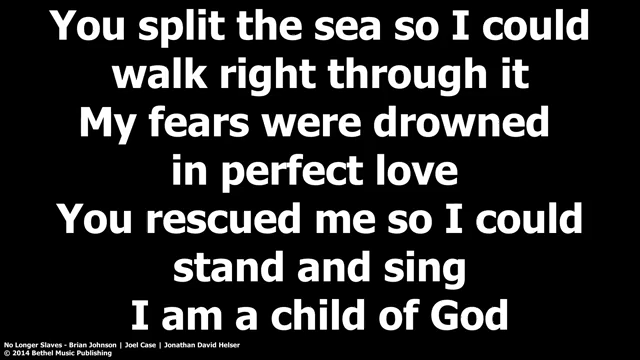 You split the sea so I could
walk right through it
My fears were drowned
in perfect love
You rescued me so I could
stand and sing
I am a child of God
No Longer Slaves - Brian Johnson | Joel Case | Jonathan David Helser
© 2014 Bethel Music Publishing